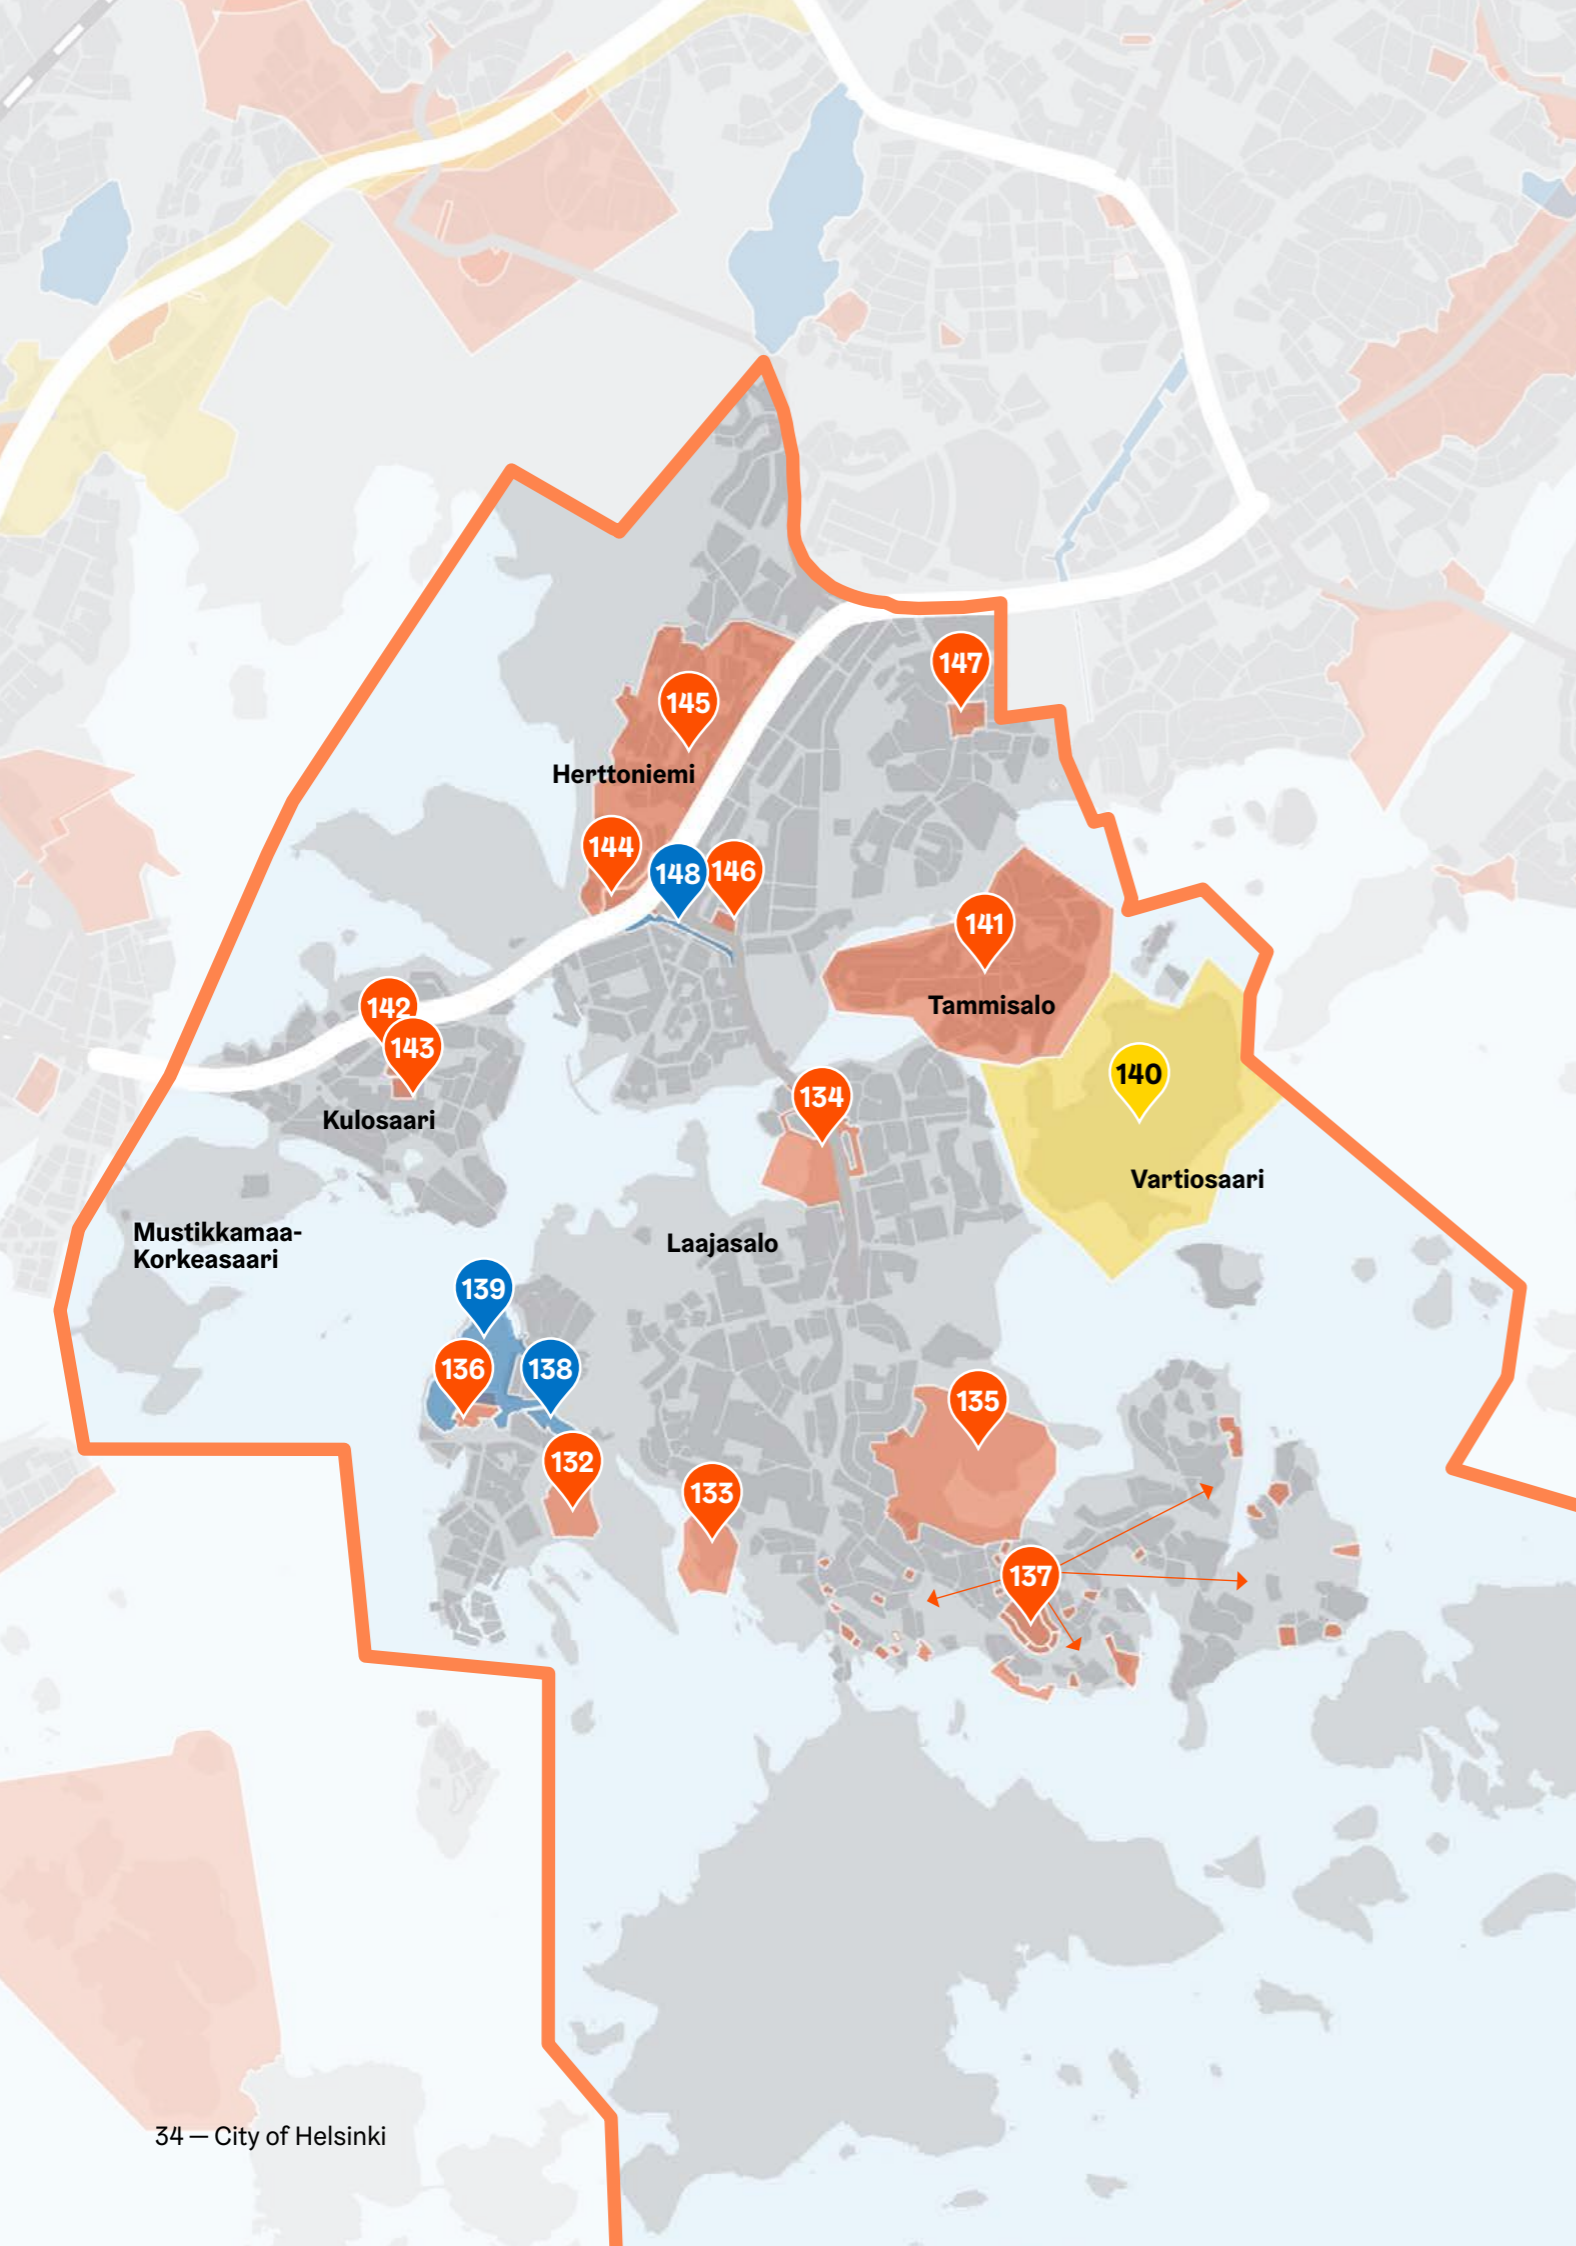 147
145
Herttoniemi
144
148
146
141
Tammisalo
142
143
140
134
Kulosaari
Vartiosaari
Mustikkamaa-
Korkeasaari
Laajasalo
139
136
138
135
132
133
137
34 — City of Helsinki